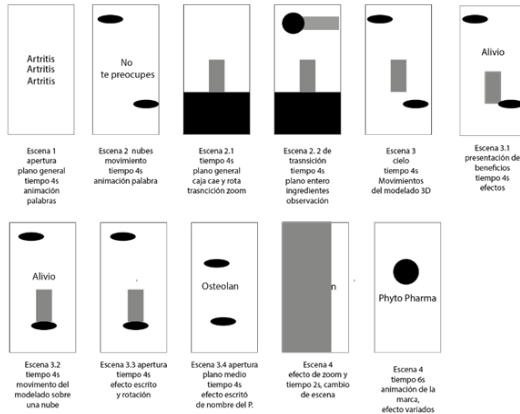 Artritis
Artritis
Artritis
No
te preocupes
Alivio
Escena 1
apertura
plano general
tiempo 4s
animación
palabras
Escena 2 nubes
movimiento
tiempo 4s
animación palabra
Escena 2.1
tiempo 4s
plano general
caja cae y rota
trasnción zoom
Escena 2. 2 de
trasnsición
tiempo 4s
plano entero
ingredientes
observación
Escena 3
cielo
tiempo 4s
Movimientos
del modelado 3D
Escena 3.1
presentación de
beneficios
tiempo 4s
efectos
Alivio
Osteolan
n
Phyto Pharma
Escena 3.2
tiempo 4s
movimento del
modelado sobre
una nube
Escena 3.3 apertura
tiempo 4s
efecto escrito
y rotación
Escena 3.4 apertura
plano medio
tiempo 4s
efecto escritó
de nombre del P.
Escena 4
efecto de zoom y
tiempo 2s, cambio
de escena
Escena 4
tiempo 6s
animación de la
marca,
efecto variados